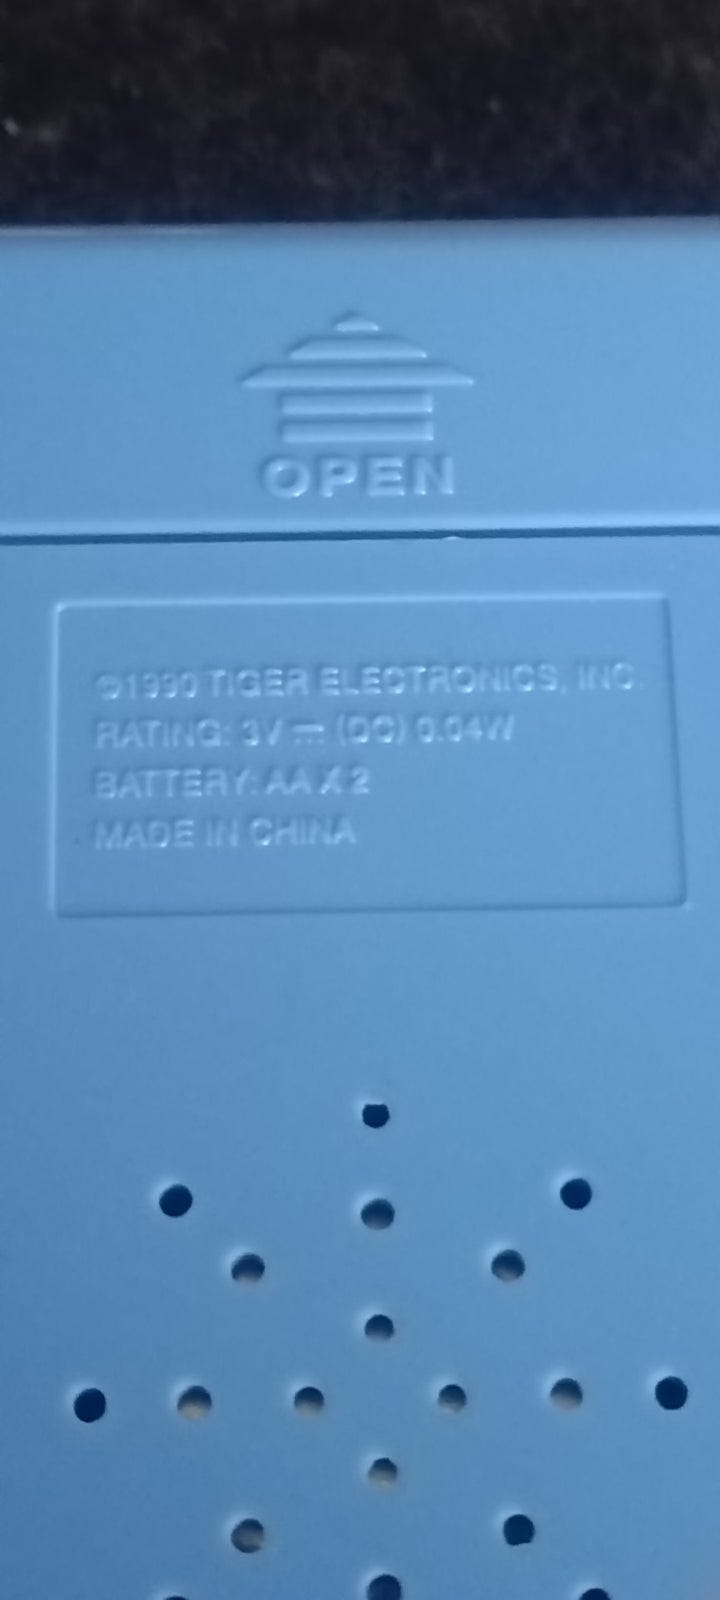 OPEN
©1990 TIGER ELECTRONICS, INC.
RATING: 3V ⎓ (DC) 0.04W
BATTERY: AA X 2
MADE IN CHINA